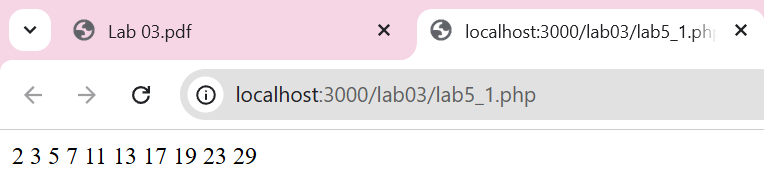 Lab 03.pdf
localhost:3000/lab03/lab5_1.php
localhost:3000/lab03/lab5_1.php
2 3 5 7 11 13 17 19 23 29